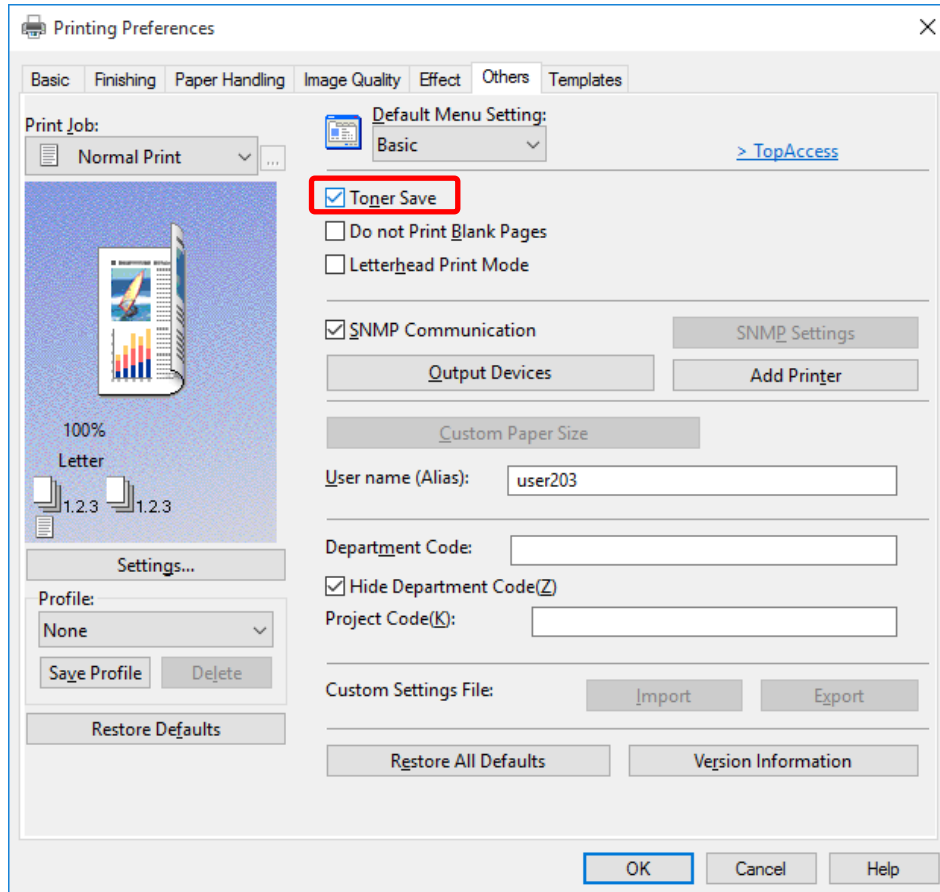 Printing Preferences
Basic Finishing Paper Handling Image Quality Effect Others Templates
Print Job:
Normal Print
...
Default Menu Setting:
Basic
> TopAccess
Toner Save
Do not Print Blank Pages
Letterhead Print Mode
SNMP Communication
SNMP Settings
Output Devices
Add Printer
100%
Letter
1.2.3 1.2.3
Custom Paper Size
User name (Alias): user203
Settings...
Department Code:
Hide Department Code(Z)
Project Code(K):
Profile:
None
Save Profile
Delete
Custom Settings File:
Import
Export
Restore Defaults
Restore All Defaults
Version Information
OK
Cancel
Help